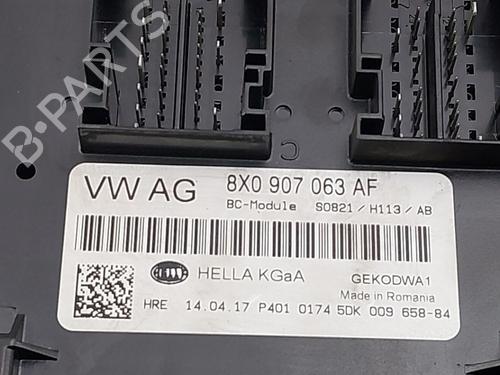 B-PARTS
C
VW AG 8X0 907 063 AF
BC-Module S0821/H113/AB
HELLA KGaA GEKODWA1
Made in Romania
HRE 14.04.17 P401 0174 5DK 009 658-84